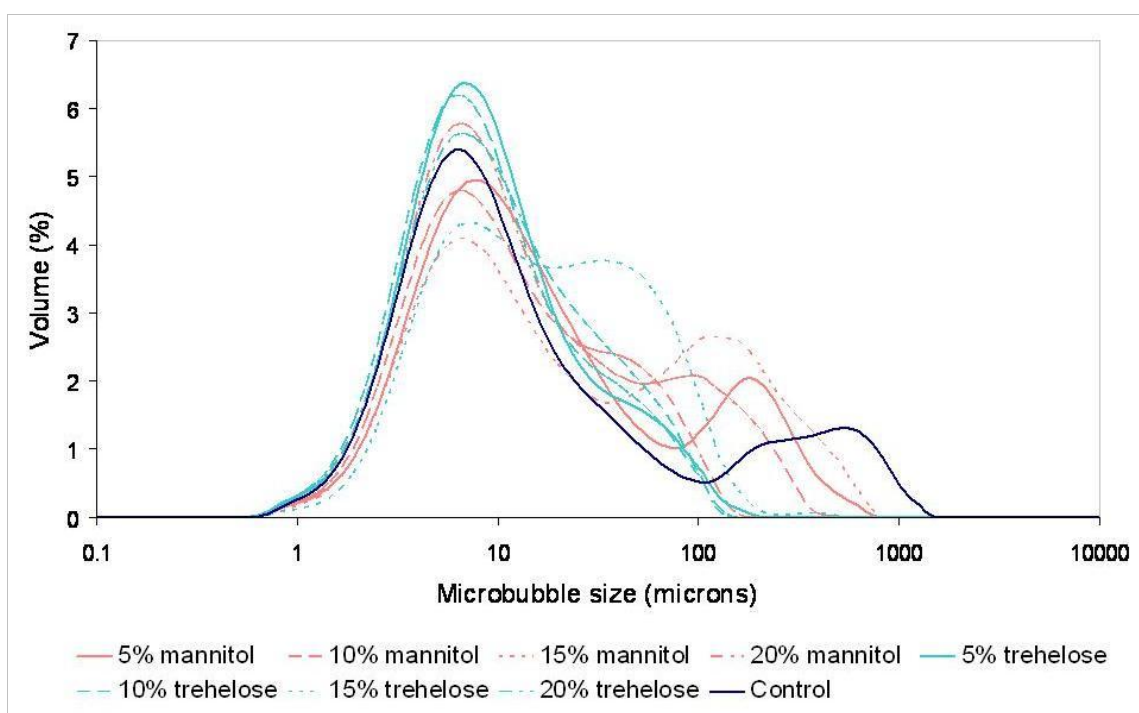 7
6
5
4
3
2
1
0
Volume (%)
0.1 1 10 100 1000 10000
Microbubble size (microns)
5% mannitol 10% mannitol 15% mannitol 20% mannitol 5% trehelose
10% trehelose 15% trehelose 20% trehelose Control